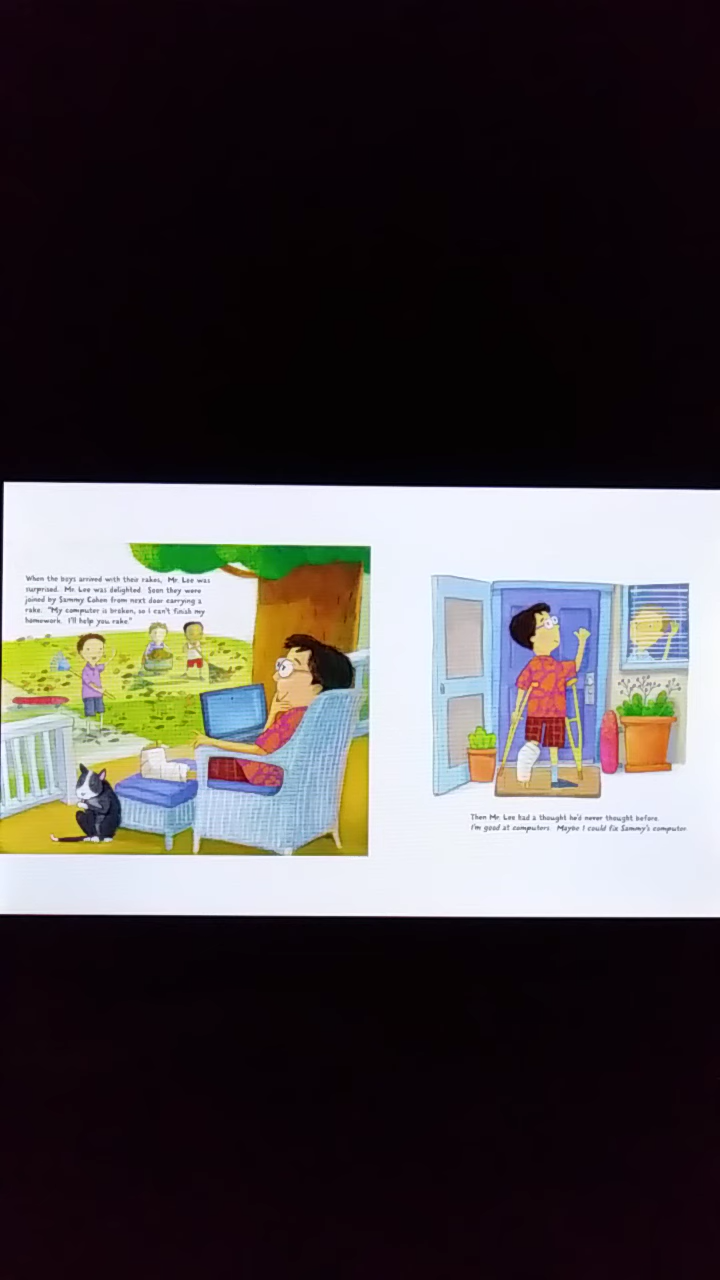 When the boys arrived with their rakes, Mr. Lee was
surprised. Mr. Lee was delighted. Soon they were
joined by Sammy Cohen from next door carrying a
rake. "My computer is broken, so I can't finish my
homework. I'll help you rake."
Then Mr. Lee had a thought he'd never thought before.
I'm good at computers. Maybe I could fix Sammy's computer.